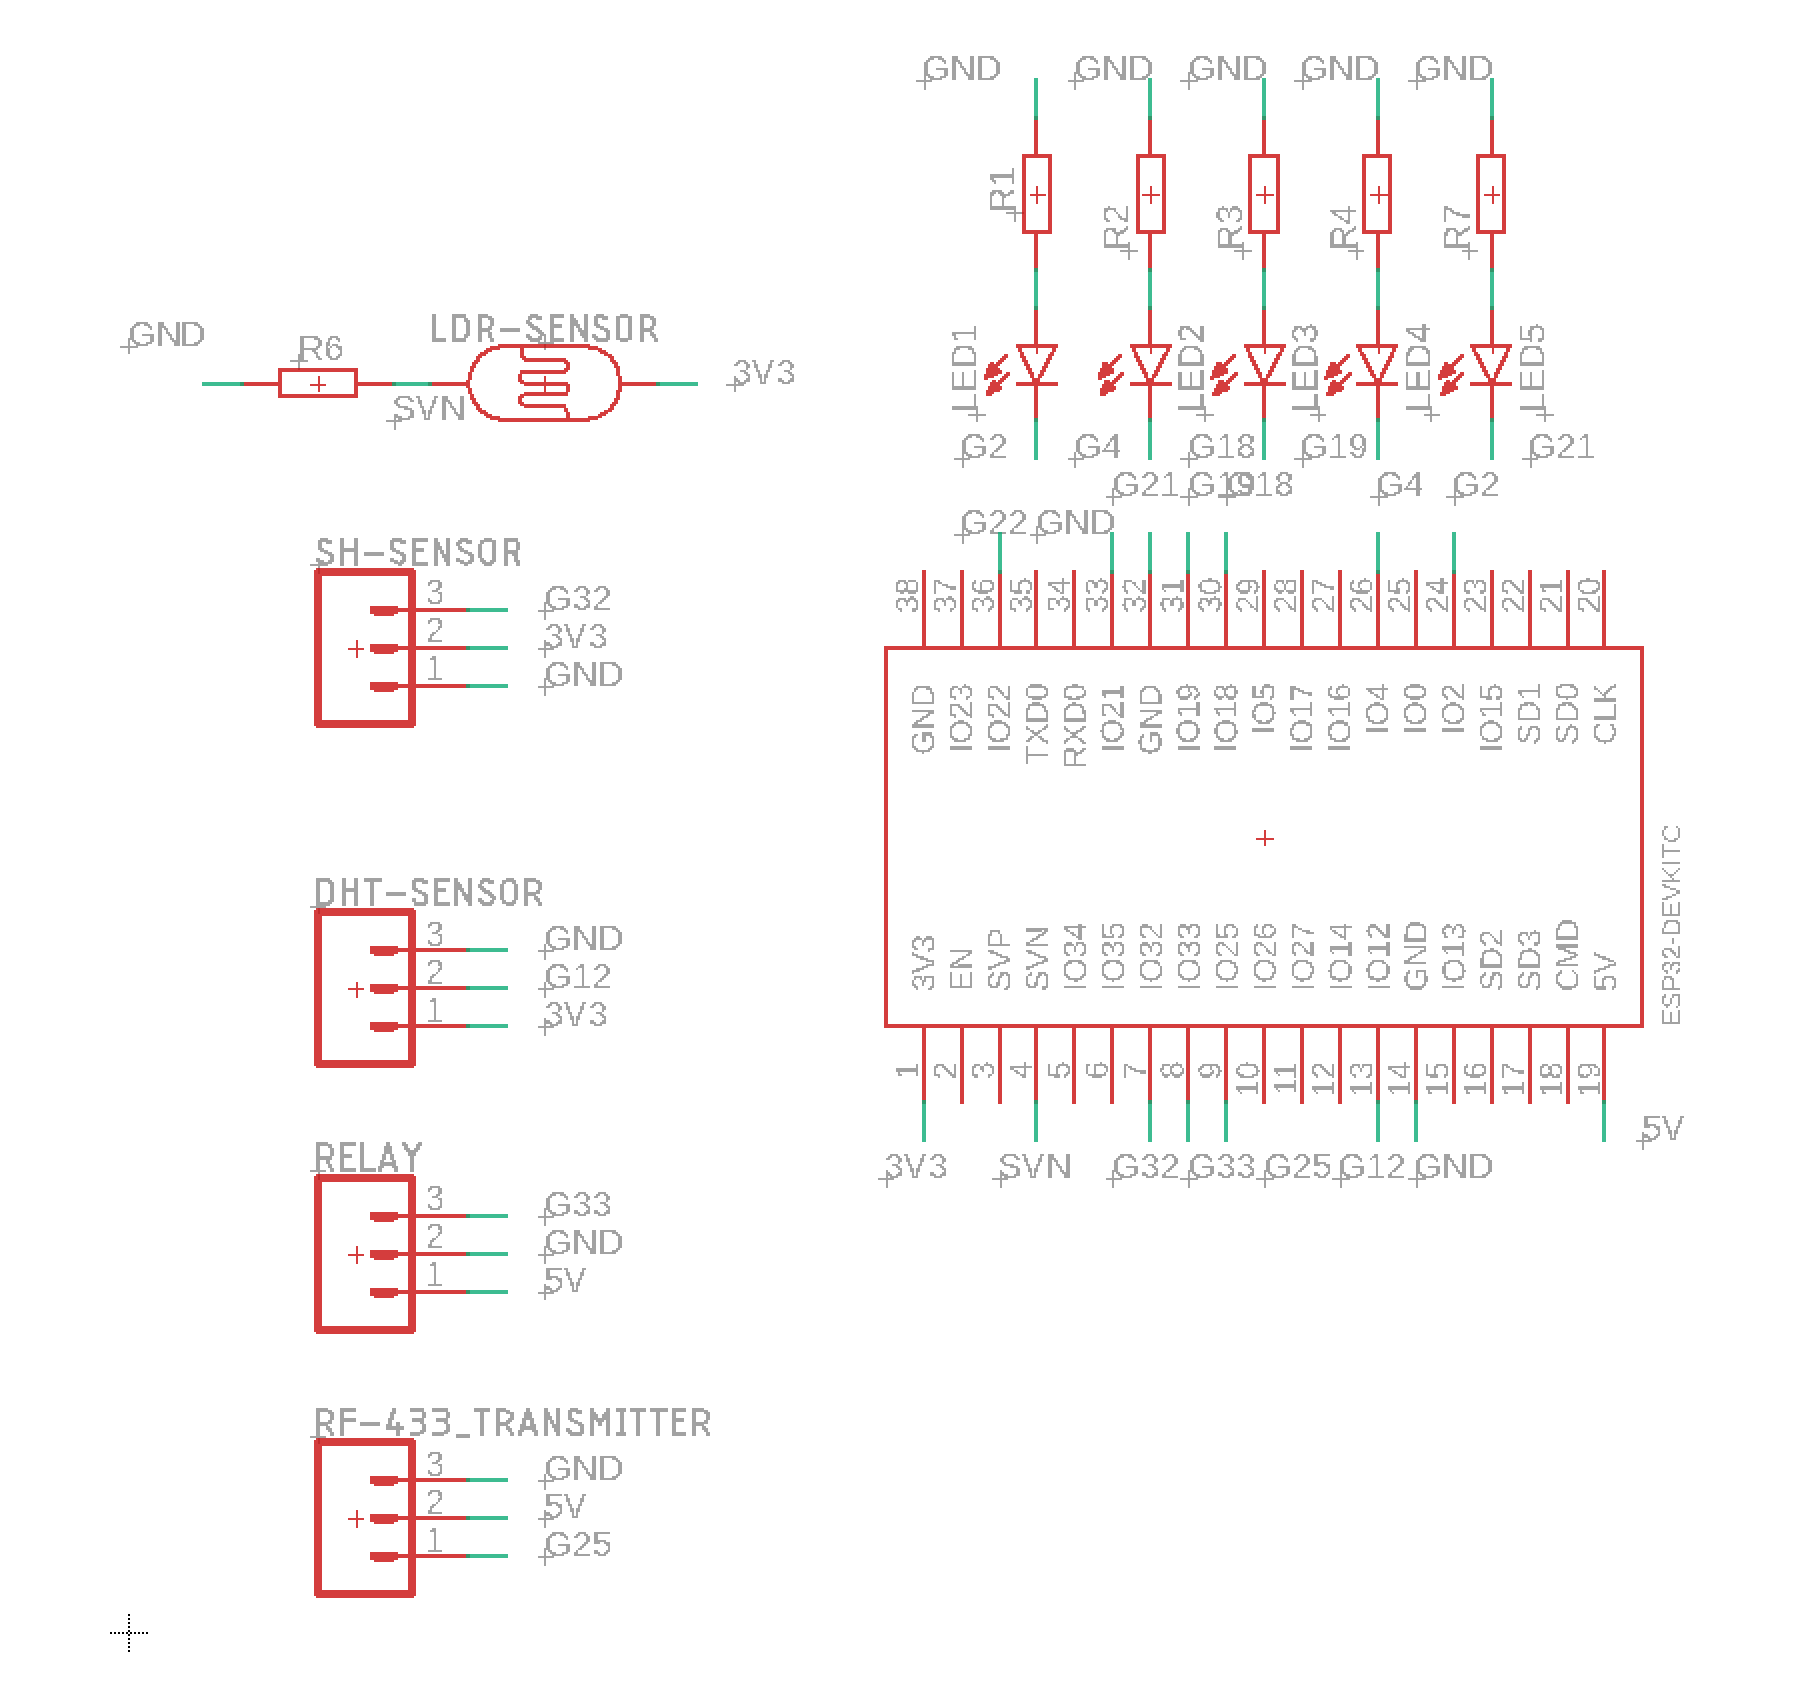 GND GND GND GND GND
R1 R2 R3 R4 R7
LED1 LED2 LED3 LED4 LED5
G2 G4 G18 G19 G21
G21 G19 G18 G4 G2
G22 GND
38 37 36 35 34 33 32 31 30 29 28 27 26 25 24 23 22 21 20
GND IO23 IO22 TXD0 RXD0 IO21 GND IO19 IO18 IO5 IO17 IO16 IO4 IO0 IO2 IO15 SD1 SD0 CLK
ESP32-DEVKITC
3V3 EN SVP SVN IO34 IO35 IO32 IO33 IO25 IO26 IO27 IO14 IO12 GND IO13 SD2 SD3 CMD 5V
1 2 3 4 5 6 7 8 9 10 11 12 13 14 15 16 17 18 19
5V
3V3 SVN G32 G33 G25 G12 GND
LDR-SENSOR
GND R6 3V3
SVN
SH-SENSOR
3 G32
2 3V3
1 GND
DHT-SENSOR
3 GND
2 G12
1 3V3
RELAY
3 G33
2 GND
1 5V
RF-433_TRANSMITTER
3 GND
2 5V
1 G25